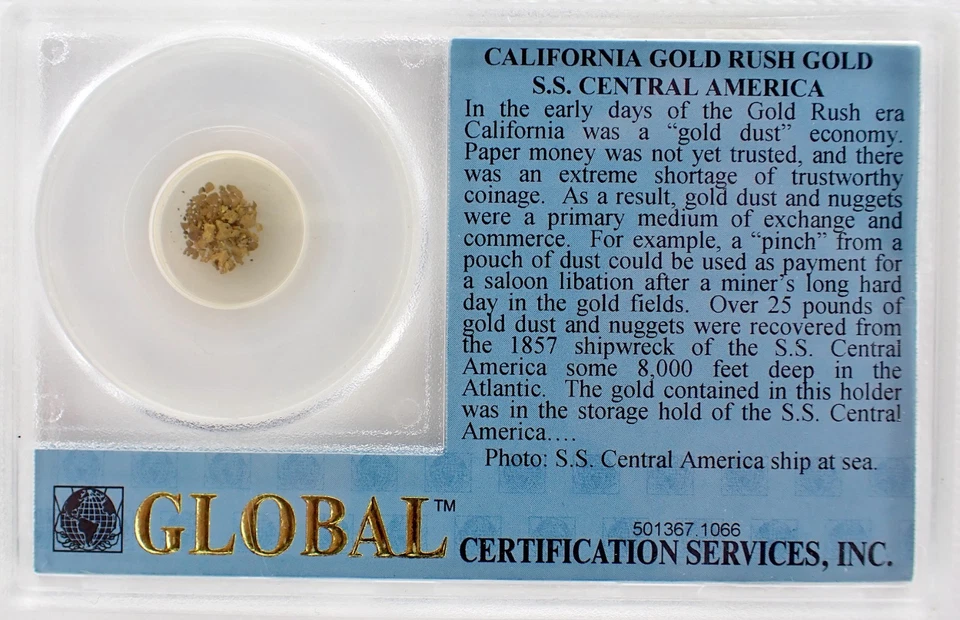 CALIFORNIA GOLD RUSH GOLD
S.S. CENTRAL AMERICA
In the early days of the Gold Rush era
California was a “gold dust” economy.
Paper money was not yet trusted, and there
was an extreme shortage of trustworthy
coinage. As a result, gold dust and nuggets
were a primary medium of exchange and
commerce. For example, a “pinch” from a
pouch of dust could be used as payment for
a saloon libation after a miner's long hard
day in the gold fields. Over 25 pounds of
gold dust and nuggets were recovered from
the 1857 shipwreck of the S.S. Central
America some 8,000 feet deep in the
Atlantic. The gold contained in this holder
was in the storage hold of the S.S. Central
America....
Photo: S.S. Central America ship at sea.
501367.1066
GLOBAL™
CERTIFICATION SERVICES, INC.